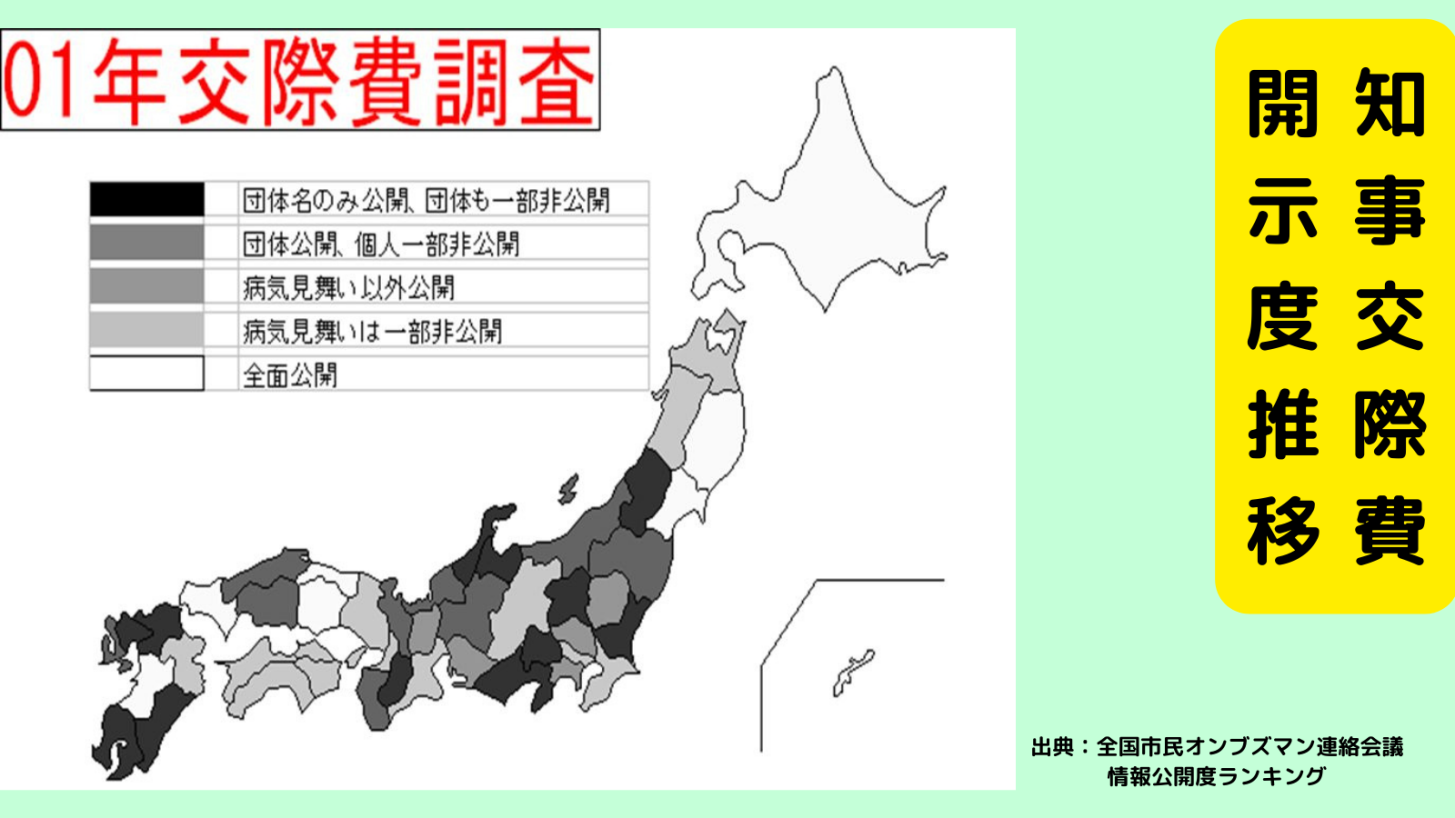 01年交際費調査
団体名のみ公開、団体も一部非公開
団体公開、個人一部非公開
病気見舞い以外公開
病気見舞いは一部非公開
全面公開
知事交際費
開示度推移
出典：全国市民オンブズマン連絡会議
情報公開度ランキング